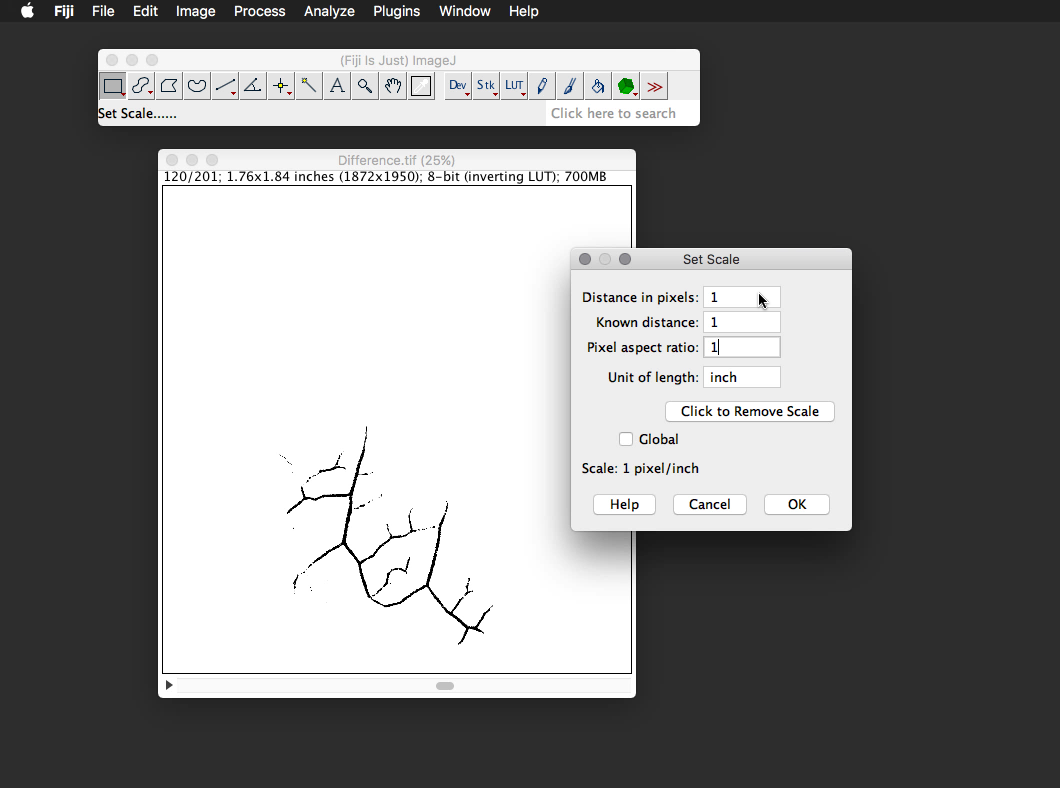 Fiji File Edit Image Process Analyze Plugins Window Help
(Fiji Is Just) ImageJ
A Dev Stk LUT >>
Set Scale...... Click here to search
Difference.tif (25%)
120/201; 1.76x1.84 inches (1872x1950); 8-bit (inverting LUT); 700MB
Set Scale
Distance in pixels: 1
Known distance: 1
Pixel aspect ratio: 1
Unit of length: inch
Click to Remove Scale
Global
Scale: 1 pixel/inch
Help Cancel OK